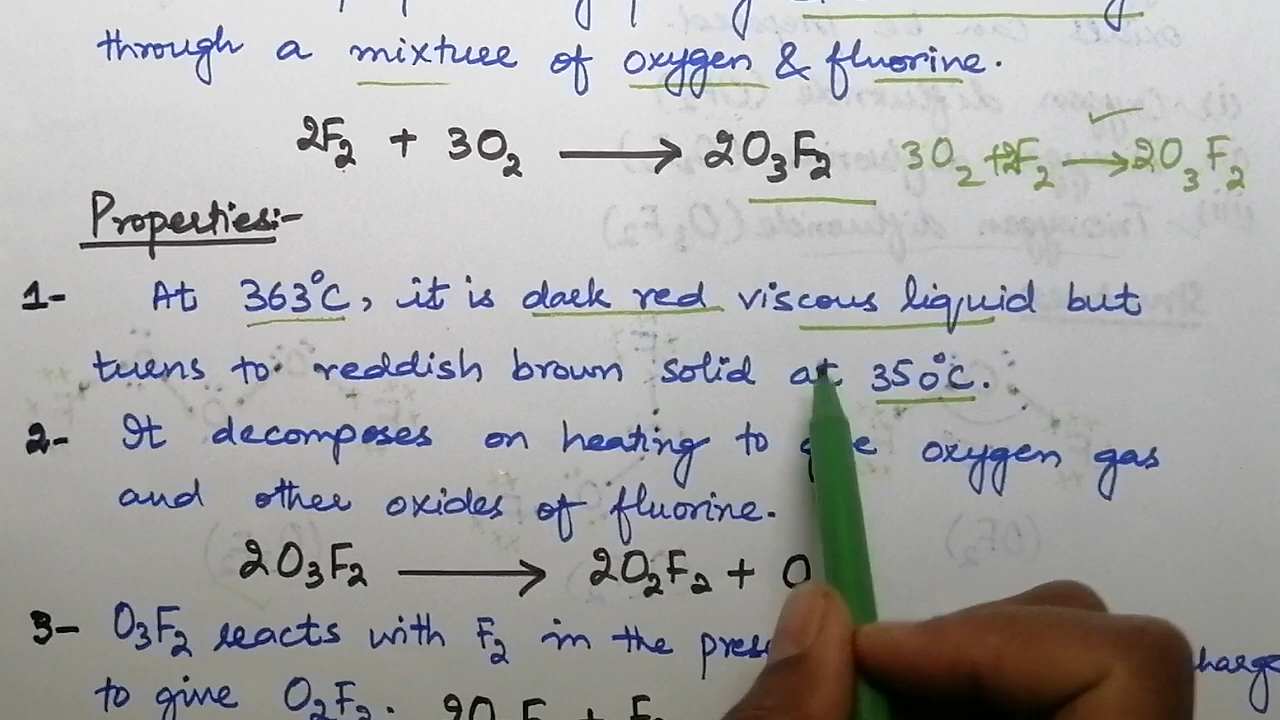 through a mixture of oxygen & fluorine.
2F₂ + 3O₂ ⟶ 2O₃F₂ 3O₂ + 2F₂ ⟶ 2O₃F₂
Properties:-
1- At 363°C, it is dark red viscous liquid but
turns to reddish brown solid at 350°C.
2- It decomposes on heating to oxygen gas
and other oxides of fluorine.
2O₃F₂ ⟶ 2O₂F₂ + O
3- O₃F₂ reacts with F₂ in the
to give O₂F₂.